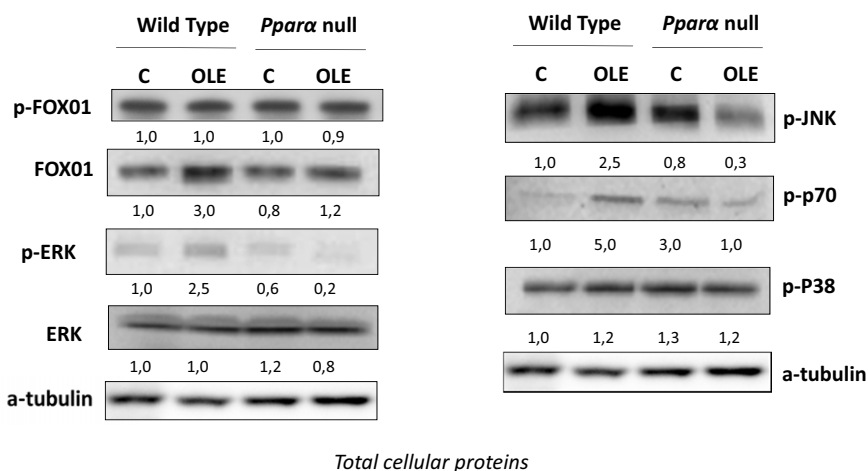 Wild Type Pparα null
C OLE C OLE
p-FOX01
1,0 1,0 1,0 0,9
FOX01
1,0 3,0 0,8 1,2
p-ERK
1,0 2,5 0,6 0,2
ERK
1,0 1,0 1,2 0,8
a-tubulin
Wild Type Pparα null
C OLE C OLE
p-JNK
1,0 2,5 0,8 0,3
p-p70
1,0 5,0 3,0 1,0
p-P38
1,0 1,2 1,3 1,2
a-tubulin
Total cellular proteins